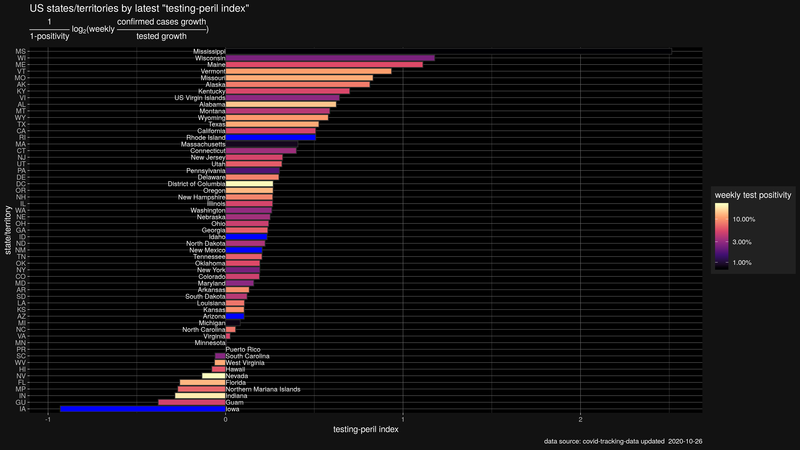 US states/territories by latest "testing-peril index"
1/1-positivity log2(weekly confirmed cases growth/tested growth)
MS Mississippi
WI Wisconsin
ME Maine
VT Vermont
MO Missouri
AK Alaska
KY Kentucky
VI US Virgin Islands
AL Alabama
MT Montana
WY Wyoming
TX Texas
CA California
RI Rhode Island
MA Massachusetts
CT Connecticut
NJ New Jersey
UT Utah
PA Pennsylvania
DE Delaware
DC District of Columbia
OR Oregon
NH New Hampshire
IL Illinois
WA Washington
NE Nebraska
OH Ohio
GA Georgia
ID Idaho
ND North Dakota
NM New Mexico
TN Tennessee
OK Oklahoma
NY New York
CO Colorado
MD Maryland
AR Arkansas
SD South Dakota
LA Louisiana
KS Kansas
AZ Arizona
MI Michigan
NC North Carolina
VA Virginia
MN Minnesota
PR Puerto Rico
SC South Carolina
WV West Virginia
HI Hawaii
NV Nevada
FL Florida
MP Northern Mariana Islands
IN Indiana
GU Guam
IA Iowa
state/territory
-1 0 1 2
testing-peril index
weekly test positivity
10.00%
3.00%
1.00%
data source: covid-tracking-data updated 2020-10-26